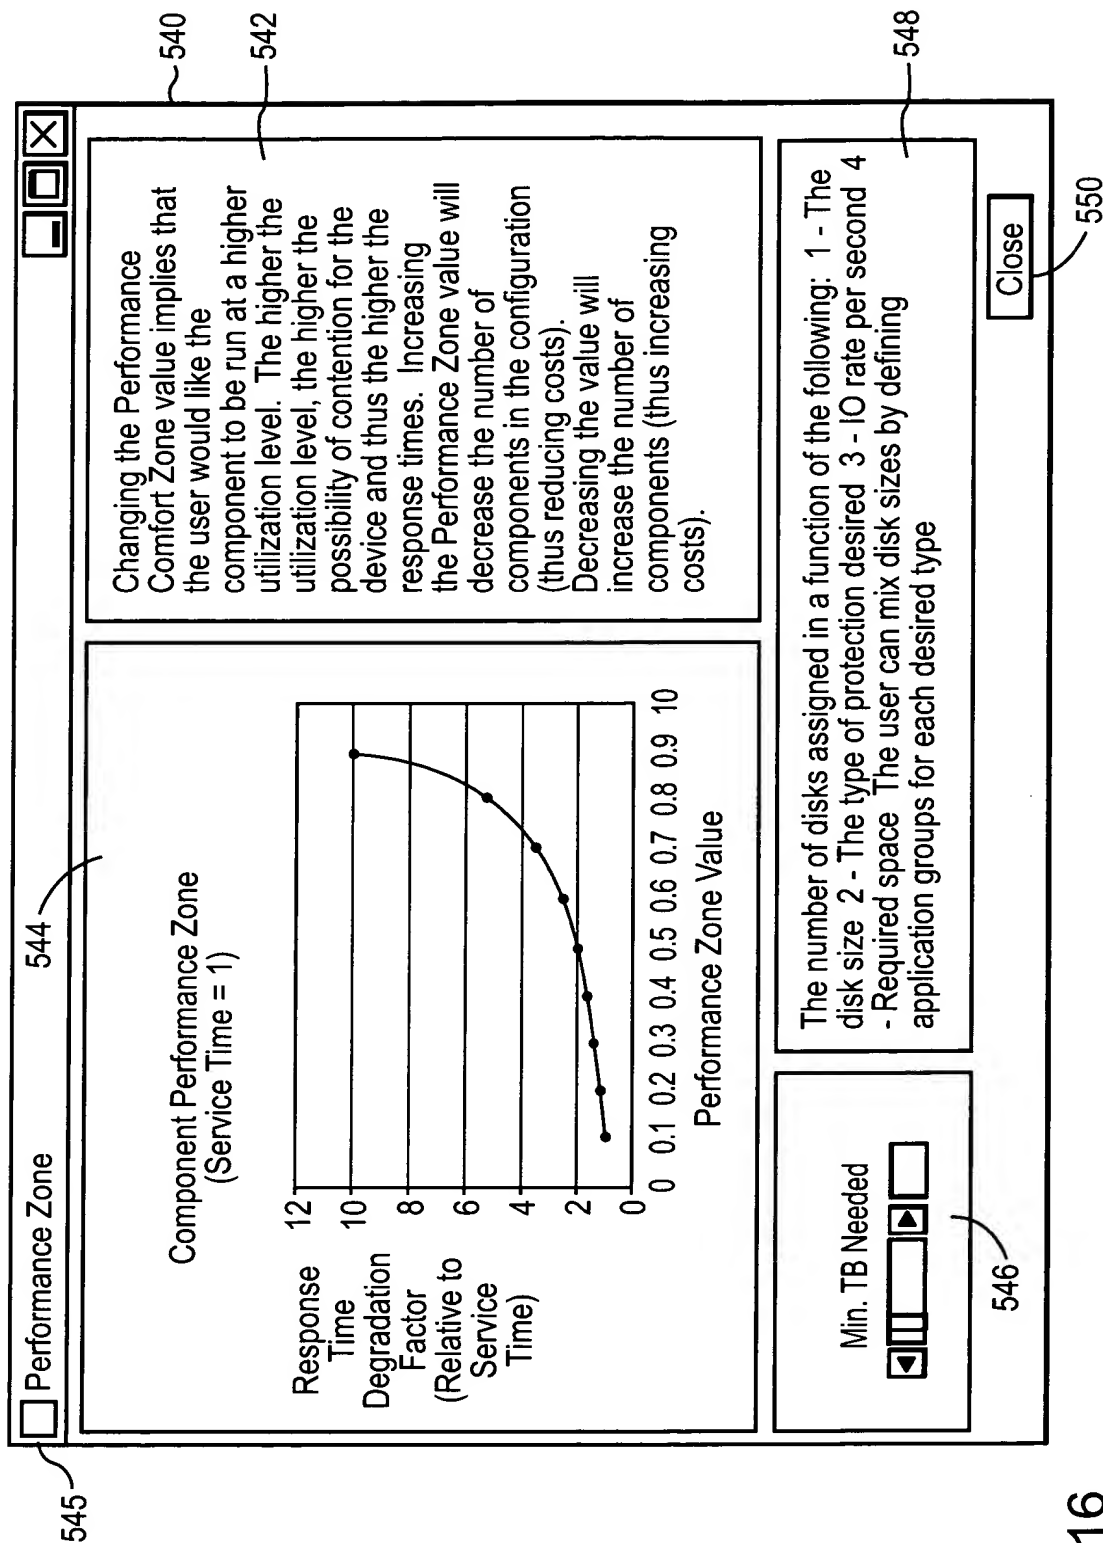 545
Performance Zone
544
540
542
Component Performance Zone
(Service Time = 1)
Response
Time
Degradation
Factor
(Relative to
Service
Time)
12
10
8
6
4
2
0
0 0.1 0.2 0.3 0.4 0.5 0.6 0.7 0.8 0.9 10
Performance Zone Value
Changing the Performance
Comfort Zone value implies that
the user would like the
component to be run at a higher
utilization level. The higher the
utilization level, the higher the
possibility of contention for the
device and thus the higher the
response times. Increasing
the Performance Zone value will
decrease the number of
components in the configuration
(thus reducing costs).
Decreasing the value will
increase the number of
components (thus increasing
costs).
Min. TB Needed
546
The number of disks assigned in a function of the following: 1 - The
disk size 2 - The type of protection desired 3 - IO rate per second 4
- Required space The user can mix disk sizes by defining
application groups for each desired type
548
Close
550
16